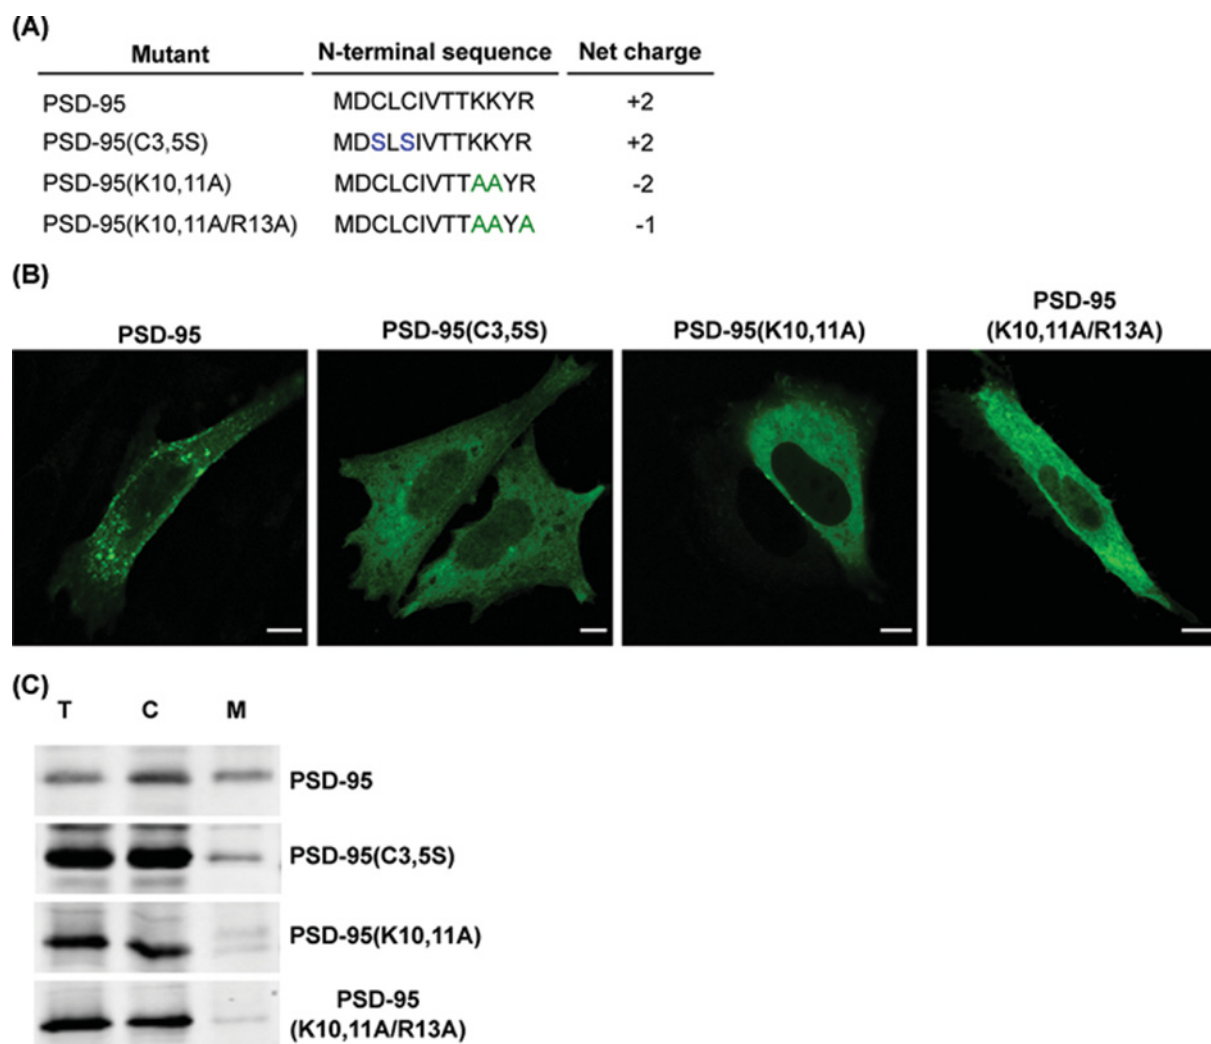 (A)
Mutant N-terminal sequence Net charge
PSD-95 MDCLCIVTTKKYR +2
PSD-95(C3,5S) MDSLSIVTTKKYR +2
PSD-95(K10,11A) MDCLCIVTTAAYR -2
PSD-95(K10,11A/R13A) MDCLCIVTTAAYA -1
(B)
PSD-95 PSD-95(C3,5S) PSD-95(K10,11A) PSD-95
(K10,11A/R13A)
(C)
T C M
PSD-95
PSD-95(C3,5S)
PSD-95(K10,11A)
PSD-95
(K10,11A/R13A)